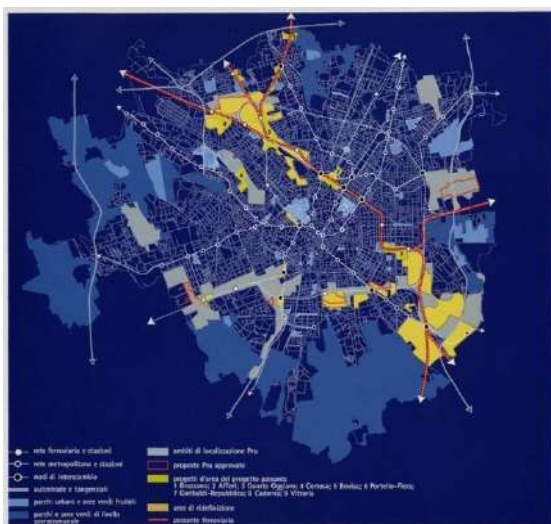 rete ferroviaria e stazioni
rete metropolitana e stazioni
nodi di interscambio
autostrade e tangenziali
parchi urbani e aree verdi fruibili
parchi e aree verdi di livello
ambiti di localizzazione Pru
proposte Pru approvate
progetti d'area del progetto passante
1 Bruzzano; 2 Affori; 3 Quarto Oggiaro; 4 Certosa; 5 Bovisa; 6 Portello-Fiera;
7 Garibaldi-Repubblica; 8 Cadorna; 9 Vittoria
aree di ridefinizione
passante ferroviario